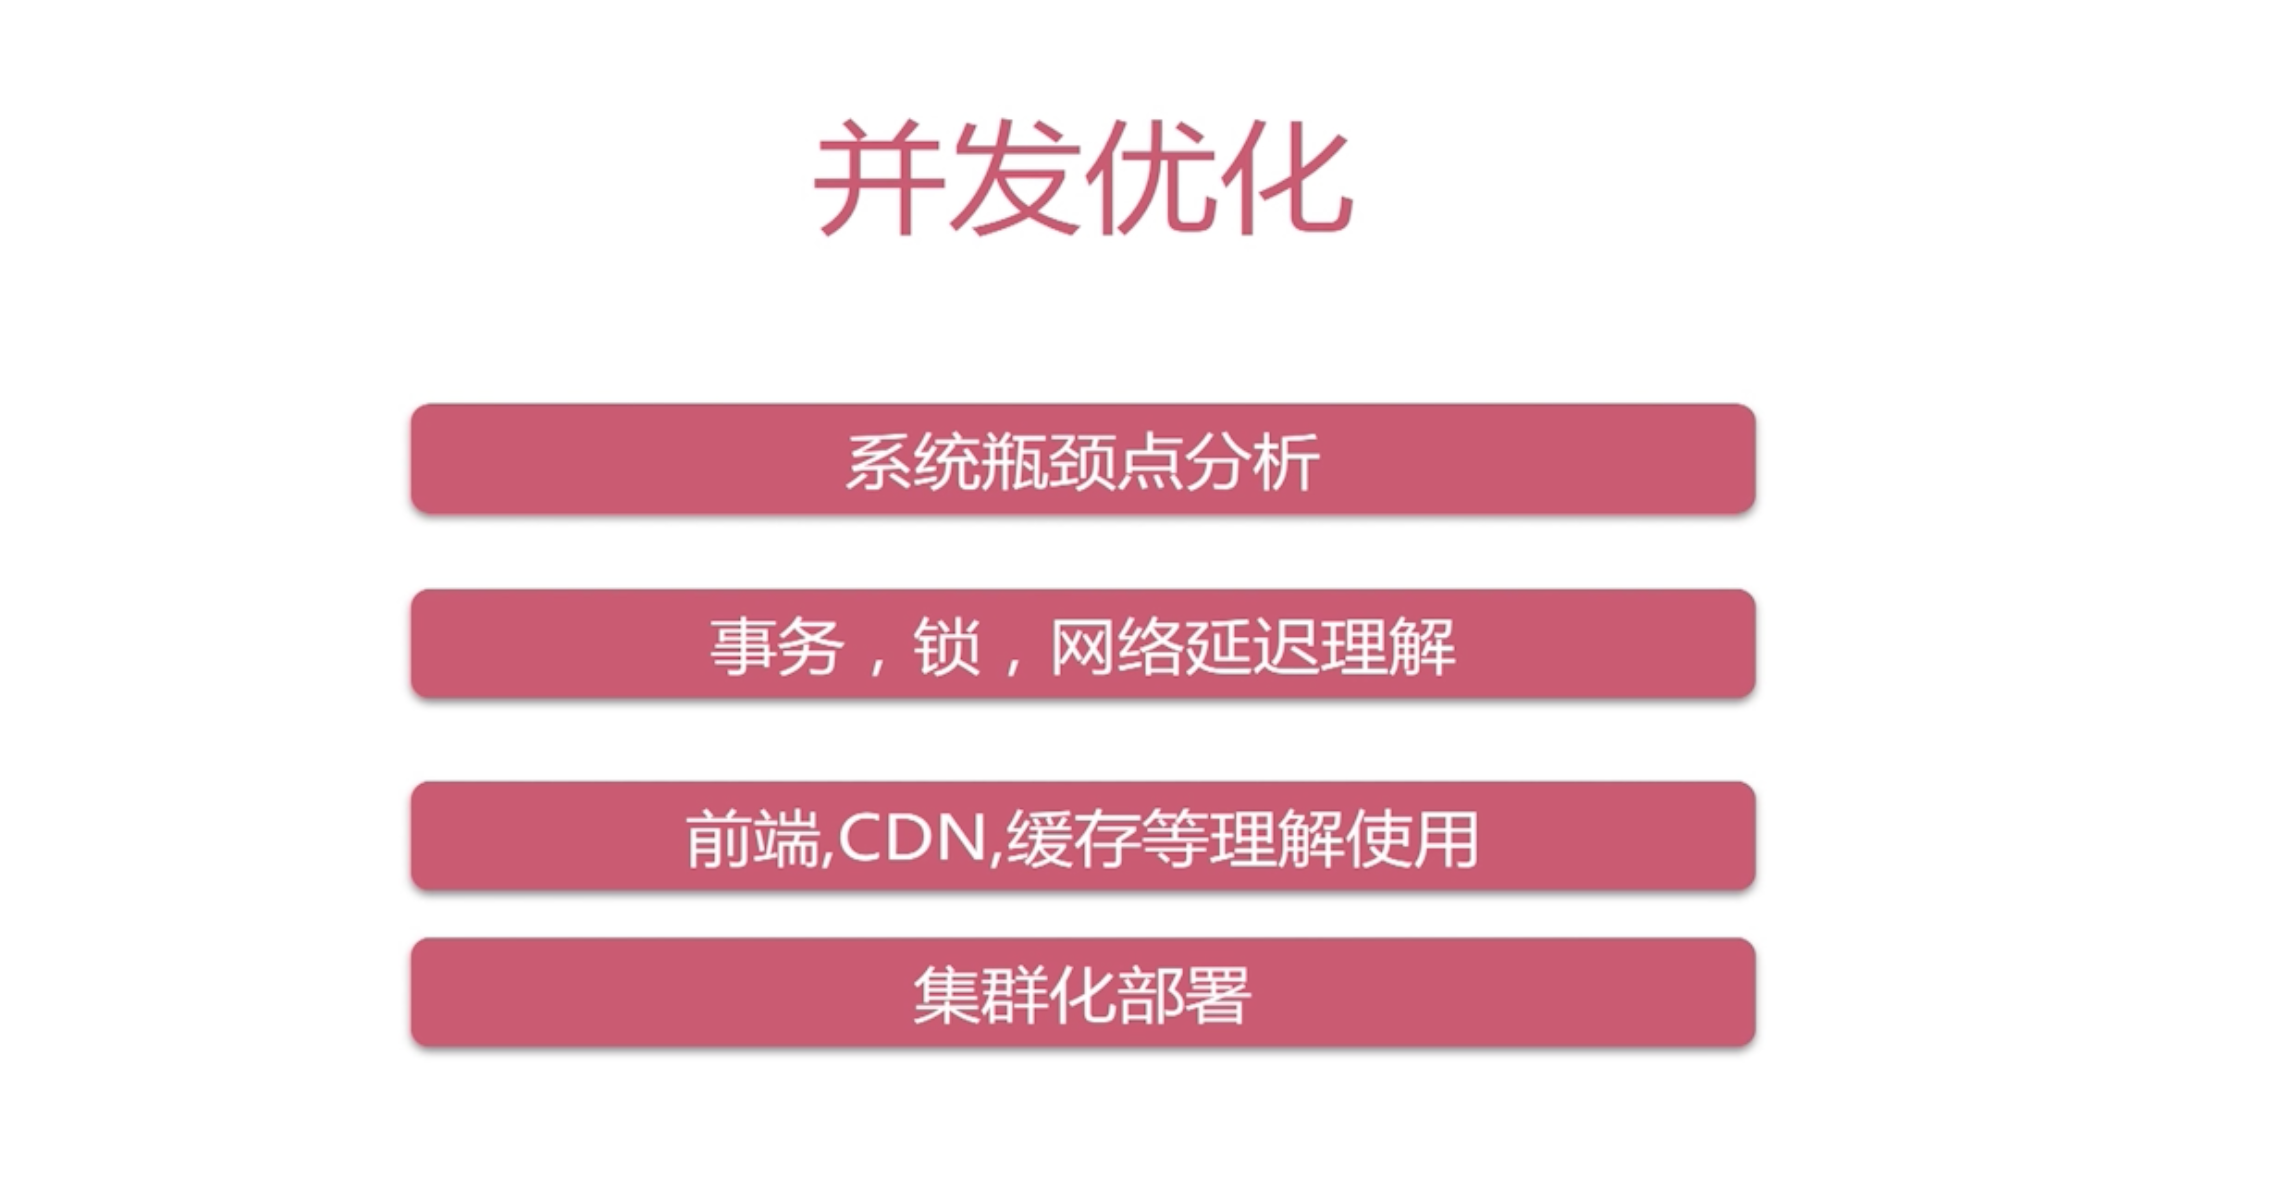 并发优化
系统瓶颈点分析
事务，锁，网络延迟理解
前端,CDN,缓存等理解使用
集群化部署